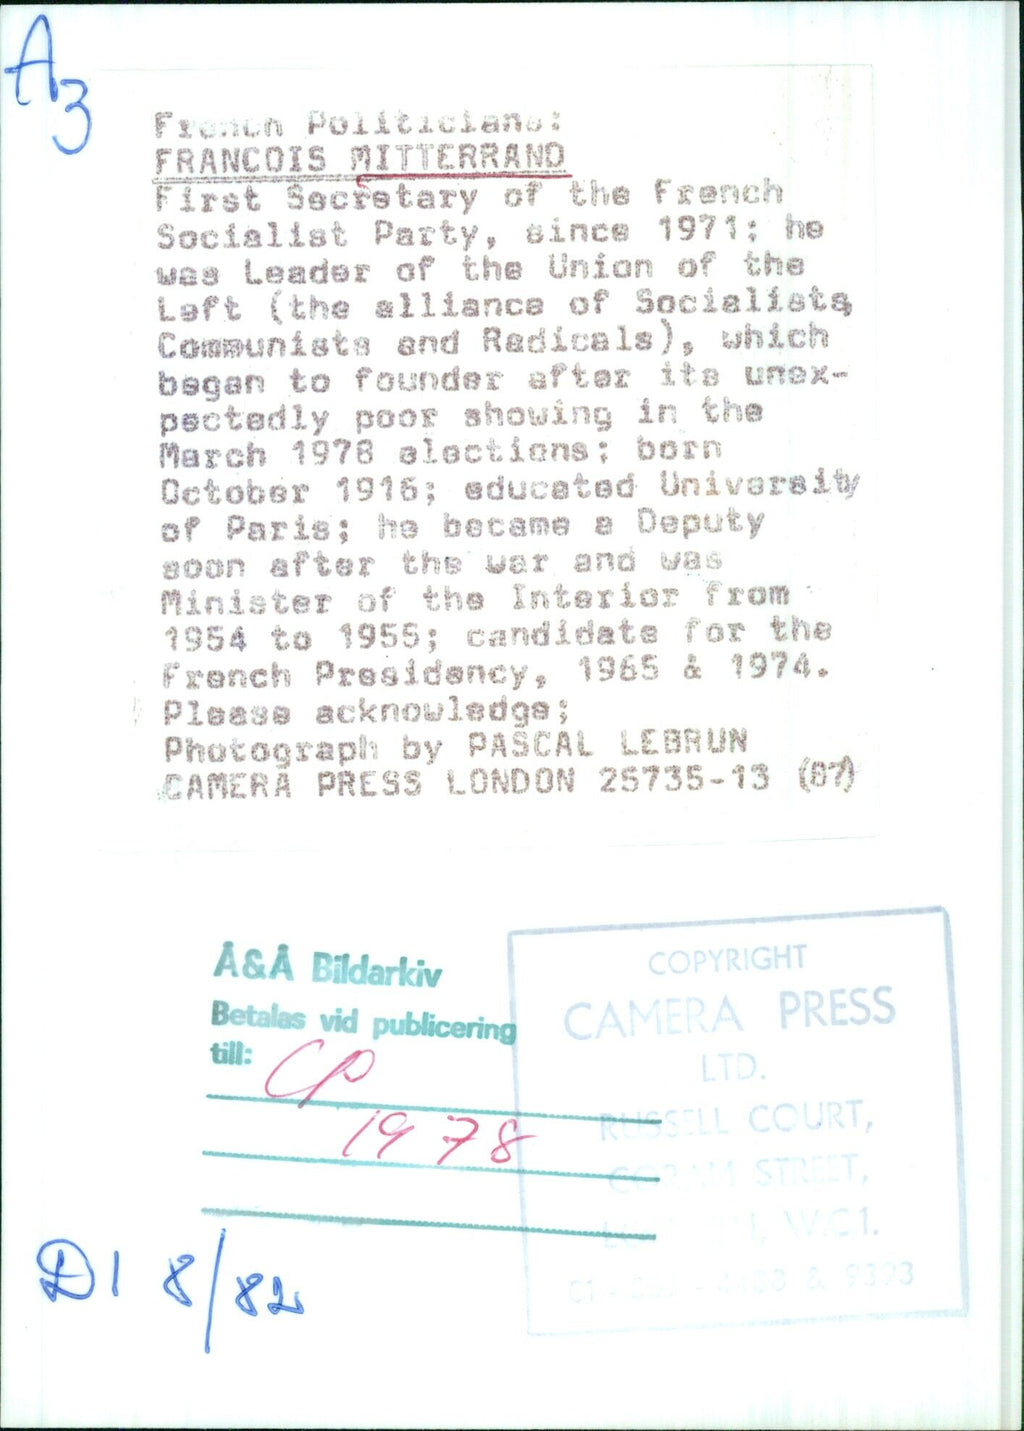 A3
French Politicians:
FRANCOIS MITTERRAND
First Secretary of the French
Socialist Party, since 1971; he
was Leader of the Union of the
Left (the alliance of Socialists,
Communists and Radicals), which
began to founder after its unex-
pectedly poor showing in the
March 1978 elections; born
October 1916; educated University
of Paris; he became a Deputy
soon after the war and was
Minister of the Interior from
1954 to 1955; candidate for the
French Presidency, 1965 & 1974.
Please acknowledge;
Photograph by PASCAL LEBRUN
CAMERA PRESS LONDON 25735-13 (87)
Å&Å Bildarkiv
Betalas vid publicering
till: CP
1978
COPYRIGHT
CAMERA PRESS
LTD.
RUSSELL COURT,
CORAM STREET,
W.C1.
& 9393
DI 8/82